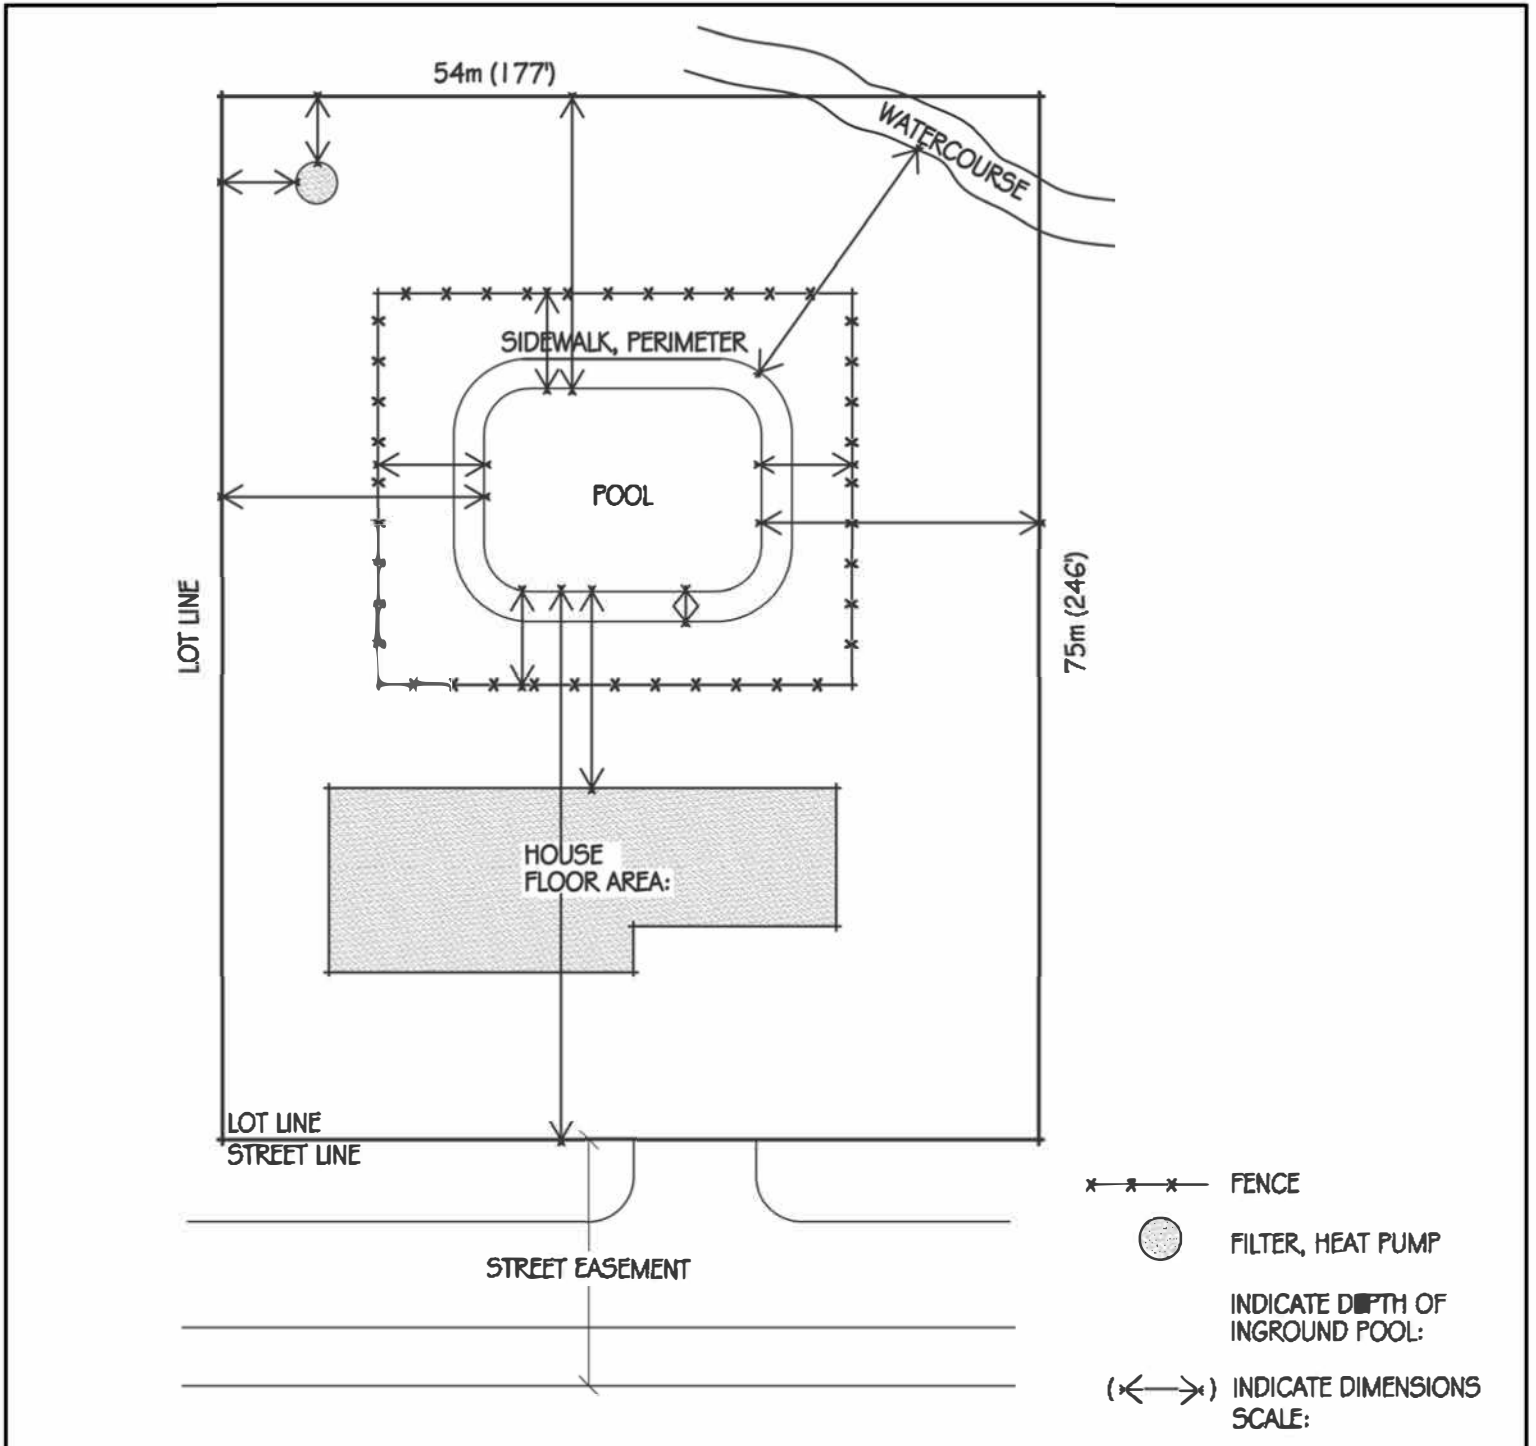 54m (177')
WATERCOURSE
SIDEWALK, PERIMETER
POOL
LOT LINE
75m (246')
HOUSE
FLOOR AREA:
LOT LINE
STREET LINE
STREET EASEMENT
FENCE
FILTER, HEAT PUMP
INDICATE DEPTH OF
INGROUND POOL:
( ) INDICATE DIMENSIONS
SCALE: